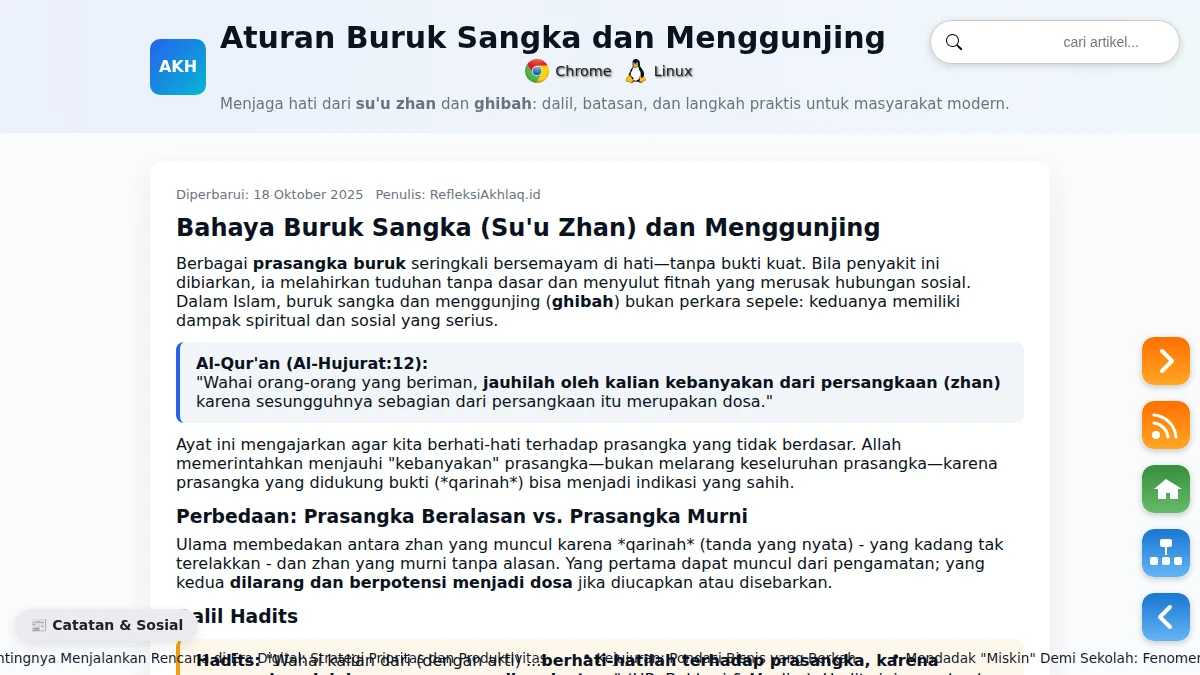 AKH
Aturan Buruk Sangka dan Menggunjing
Chrome Linux
Menjaga hati dari su'u zhan dan ghibah: dalil, batasan, dan langkah praktis untuk masyarakat modern.
cari artikel...
Diperbarui: 18 Oktober 2025 Penulis: RefleksiAkhlaq.id
Bahaya Buruk Sangka (Su'u Zhan) dan Menggunjing
Berbagai prasangka buruk seringkali bersemayam di hati—tanpa bukti kuat. Bila penyakit ini
dibiarkan, ia melahirkan tuduhan tanpa dasar dan menyulut fitnah yang merusak hubungan sosial.
Dalam Islam, buruk sangka dan menggunjing (ghibah) bukan perkara sepele: keduanya memiliki
dampak spiritual dan sosial yang serius.
Al-Qur'an (Al-Hujurat:12):
"Wahai orang-orang yang beriman, jauhilah oleh kalian kebanyakan dari persangkaan (zhan)
karena sesungguhnya sebagian dari persangkaan itu merupakan dosa."
Ayat ini mengajarkan agar kita berhati-hati terhadap prasangka yang tidak berdasar. Allah
memerintahkan menjauhi "kebanyakan" prasangka—bukan melarang keseluruhan prasangka—karena
prasangka yang didukung bukti (*qarinah*) bisa menjadi indikasi yang sahih.
Perbedaan: Prasangka Beralasan vs. Prasangka Murni
Ulama membedakan antara zhan yang muncul karena *qarinah* (tanda yang nyata) - yang kadang tak
terelakkan - dan zhan yang murni tanpa alasan. Yang pertama dapat muncul dari pengamatan; yang
kedua dilarang dan berpotensi menjadi dosa jika diucapkan atau disebarkan.
Dalil Hadits
📰 Catatan & Sosial
Hadits: "Wahai kalian dari (dengan arti) ... berhati-hatilah terhadap prasangka, karena
ntingnya Menjalankan Rencana di Era Digital: Strategi Prioritas dan Produktivitas • Kejujuran: Pondasi Bisnis yang Berkah • Mendadak "Miskin" Demi Sekolah: Fenomen